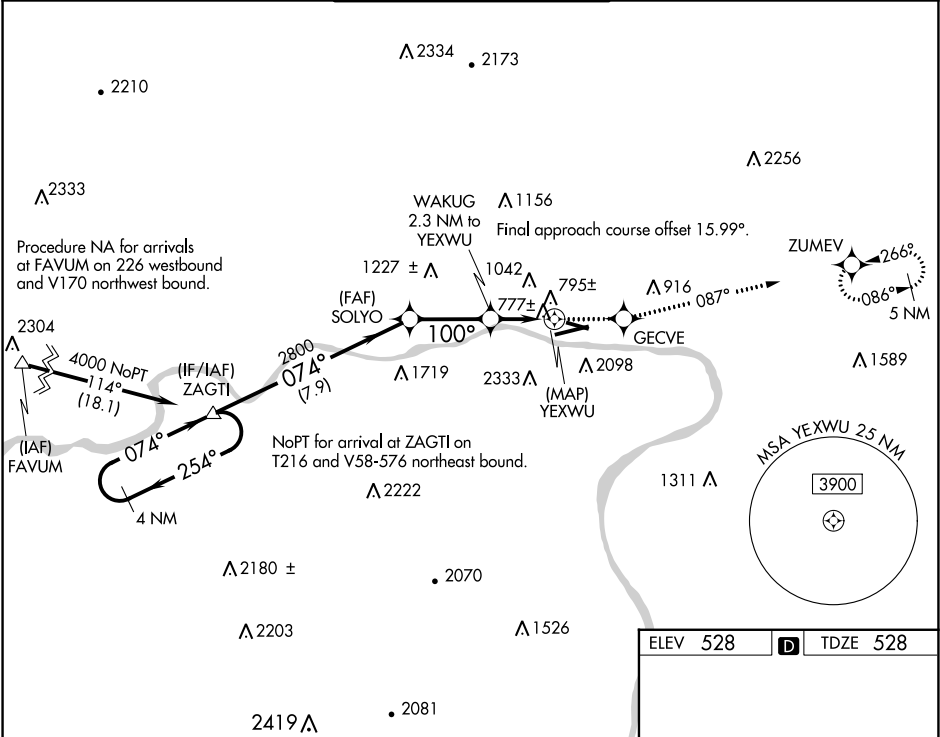 2334
2173
2210
2256
2333
WAKUG
2.3 NM to
YEXWU
1156
Final approach course offset 15.99°.
Procedure NA for arrivals
at FAVUM on 226 westbound
and V170 northwest bound.
ZUMEV
266°
086°
5 NM
1227 ±
1042
795±
777±
916
087°
(FAF)
SOLYO
100°
GECVE
2304
4000 NoPT
114°
(18.1)
(IAF)
FAVUM
(IF/IAF)
ZAGTI
2800
074°
(7.9)
1719
2333
2098
(MAP)
YEXWU
1589
074°
254°
4 NM
NoPT for arrival at ZAGTI on
T216 and V58-576 northeast bound.
2222
1311
MSA YEXWU 25 NM
3900
2180 ±
2070
2203
1526
2419
2081
ELEV 528 D TDZE 528